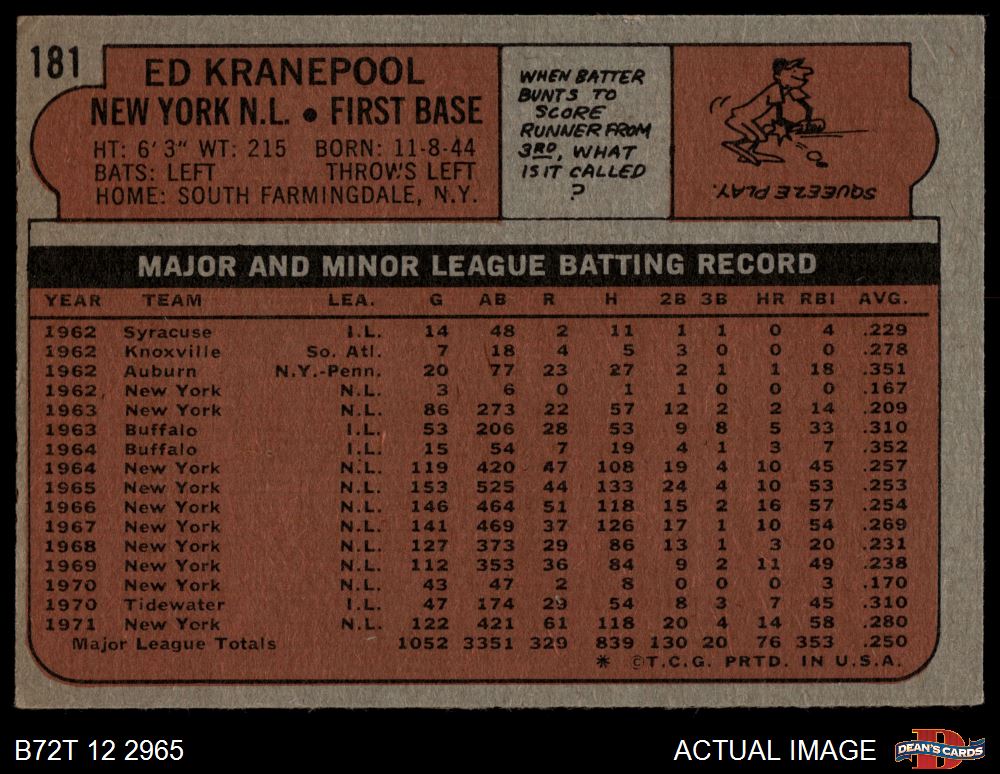 181
ED KRANEPOOL
NEW YORK N.L. • FIRST BASE
HT: 6'3" WT: 215 BORN: 11-8-44
BATS: LEFT THROWS LEFT
HOME: SOUTH FARMINGDALE, N.Y.
WHEN BATTER
BUNTS TO
SCORE
RUNNER FROM
3RD, WHAT
IS IT CALLED
?
SQUEEZE PLAY.
MAJOR AND MINOR LEAGUE BATTING RECORD
YEAR TEAM LEA. G AB R H 2B 3B HR RBI AVG.
1962 Syracuse I.L. 14 48 2 11 1 1 0 4 .229
1962 Knoxville So. Atl. 7 18 4 5 3 0 0 0 .278
1962 Auburn N.Y.-Penn. 20 77 23 27 2 1 1 18 .351
1962 New York N.L. 3 6 0 1 1 0 0 0 .167
1963 New York N.L. 86 273 22 57 12 2 2 14 .209
1963 Buffalo I.L. 53 206 28 53 9 8 5 33 .310
1964 Buffalo I.L. 15 54 7 19 4 1 3 7 .352
1964 New York N.L. 119 420 47 108 19 4 10 45 .257
1965 New York N.L. 153 525 44 133 24 4 10 53 .253
1966 New York N.L. 146 464 51 118 15 2 16 57 .254
1967 New York N.L. 141 469 37 126 17 1 10 54 .269
1968 New York N.L. 127 373 29 86 13 1 3 20 .231
1969 New York N.L. 112 353 36 84 9 2 11 49 .238
1970 New York N.L. 43 47 2 8 0 0 0 3 .170
1970 Tidewater I.L. 47 174 29 54 8 3 7 45 .310
1971 New York N.L. 122 421 61 118 20 4 14 58 .280
Major League Totals 1052 3351 329 839 130 20 76 353 .250
* ©T.C.G. PRTD. IN U.S.A.
B72T 12 2965
ACTUAL IMAGE
DEAN'S CARDS